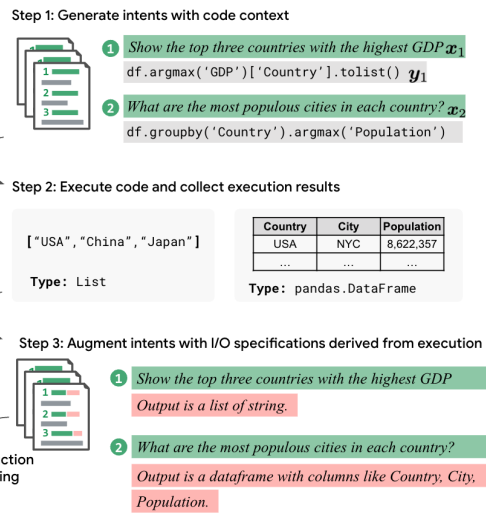 Step 1: Generate intents with code context
1 Show the top three countries with the highest GDP x1
df.argmax('GDP')['Country'].tolist() y1
2 What are the most populous cities in each country? x2
df.groupby('Country').argmax('Population')
1
2
3
Step 2: Execute code and collect execution results
["USA","China","Japan"]
Type: List
Country City Population
USA NYC 8,622,357
... ... ...
Type: pandas.DataFrame
Step 3: Augment intents with I/O specifications derived from execution
1 Show the top three countries with the highest GDP
Output is a list of string.
2 What are the most populous cities in each country?
Output is a dataframe with columns like Country, City,
Population.
1
2
3
ction
ing